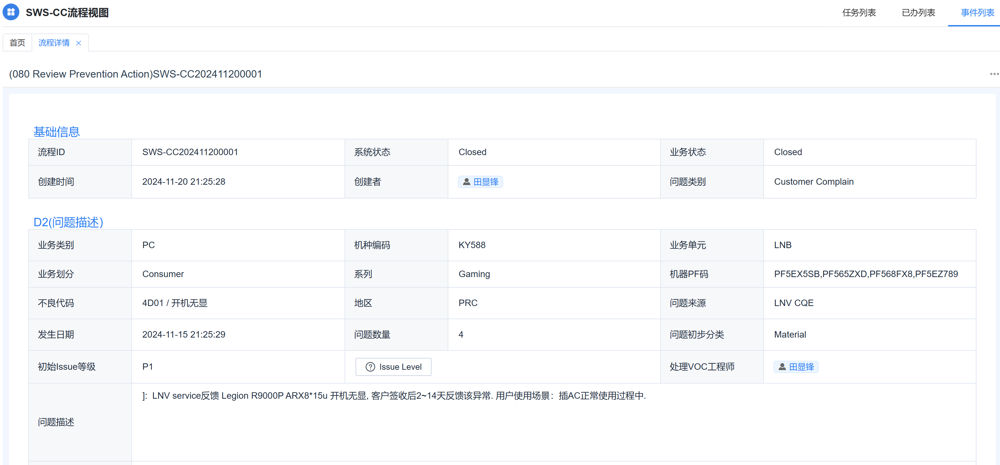 SWS-CC流程视图
任务列表 已办列表 事件列表
首页 流程详情
(080 Review Prevention Action)SWS-CC202411200001
基础信息
流程ID SWS-CC202411200001 系统状态 Closed 业务状态 Closed
创建时间 2024-11-20 21:25:28 创建者 田显锋 问题类别 Customer Complain
D2(问题描述）
业务类别 PC 机种编码 KY588 业务单元 LNB
业务划分 Consumer 系列 Gaming 机器PF码 PF5EX5SB,PF565ZXD,PF568FX8,PF5EZ789
不良代码 4D01 / 开机无显 地区 PRC 问题来源 LNV CQE
发生日期 2024-11-15 21:25:29 问题数量 4 问题初步分类 Material
初始Issue等级 P1 Issue Level 处理VOC工程师 田显锋
问题描述 ]: LNV service反馈 Legion R9000P ARX8*15u 开机无显, 客户签收后2~14天反馈该异常. 用户使用场景：插AC正常使用过程中.